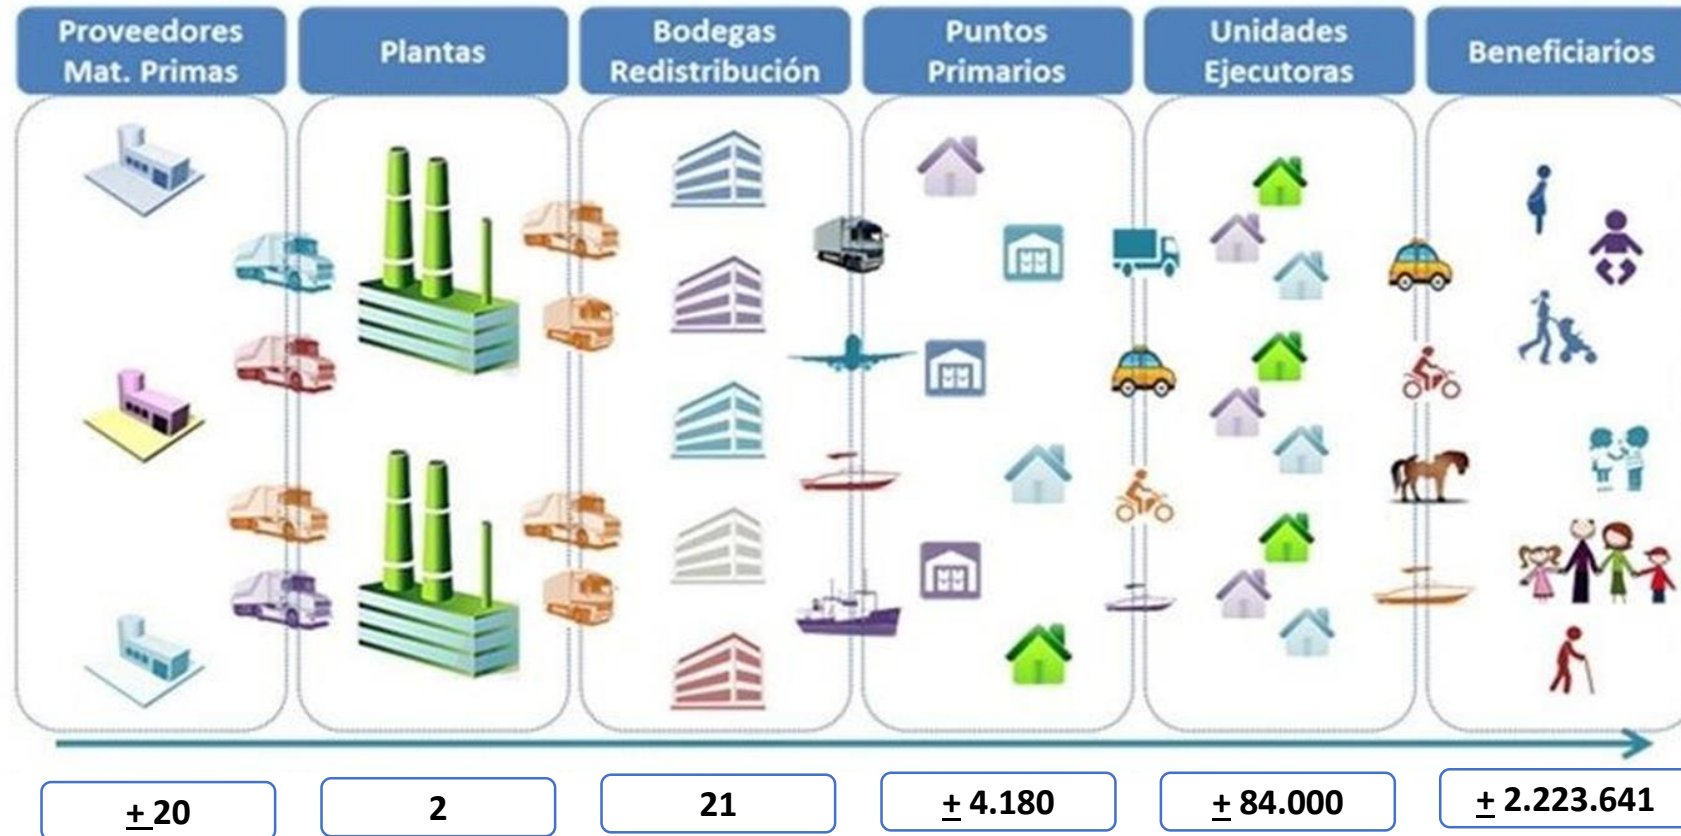 Proveedores
Mat. Primas
Plantas
Bodegas
Redistribución
Puntos
Primarios
Unidades
Ejecutoras
Beneficiarios
± 20
2
21
± 4.180
± 84.000
± 2.223.641